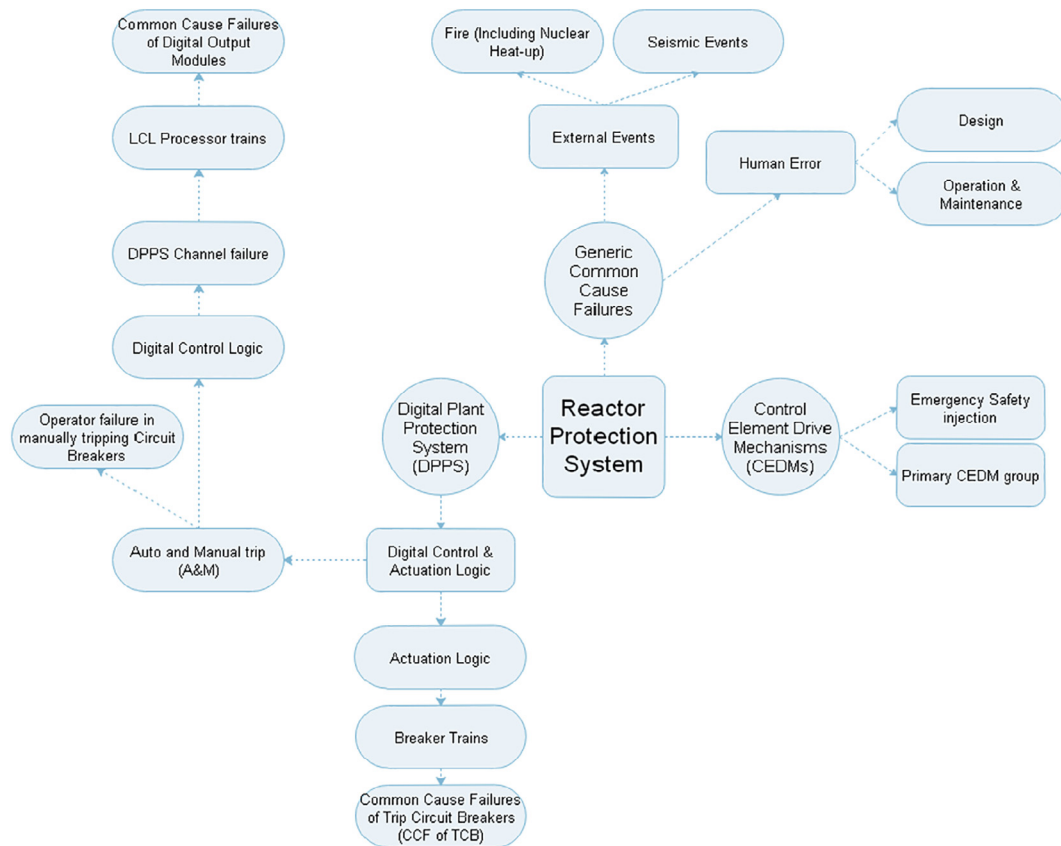 Common Cause Failures
of Digital Output
Modules
Fire (Including Nuclear
Heat-up)
Seismic Events
LCL Processor trains
External Events
Design
Human Error
Operation &
Maintenance
DPPS Channel failure
Generic
Common
Cause
Failures
Digital Control Logic
Operator failure in
manually tripping Circuit
Breakers
Digital Plant
Protection
System
(DPPS)
Reactor
Protection
System
Control
Element Drive
Mechanisms
(CEDMs)
Emergency Safety
injection
Primary CEDM group
Auto and Manual trip
(A&M)
Digital Control &
Actuation Logic
Actuation Logic
Breaker Trains
Common Cause Failures
of Trip Circuit Breakers
(CCF of TCB)